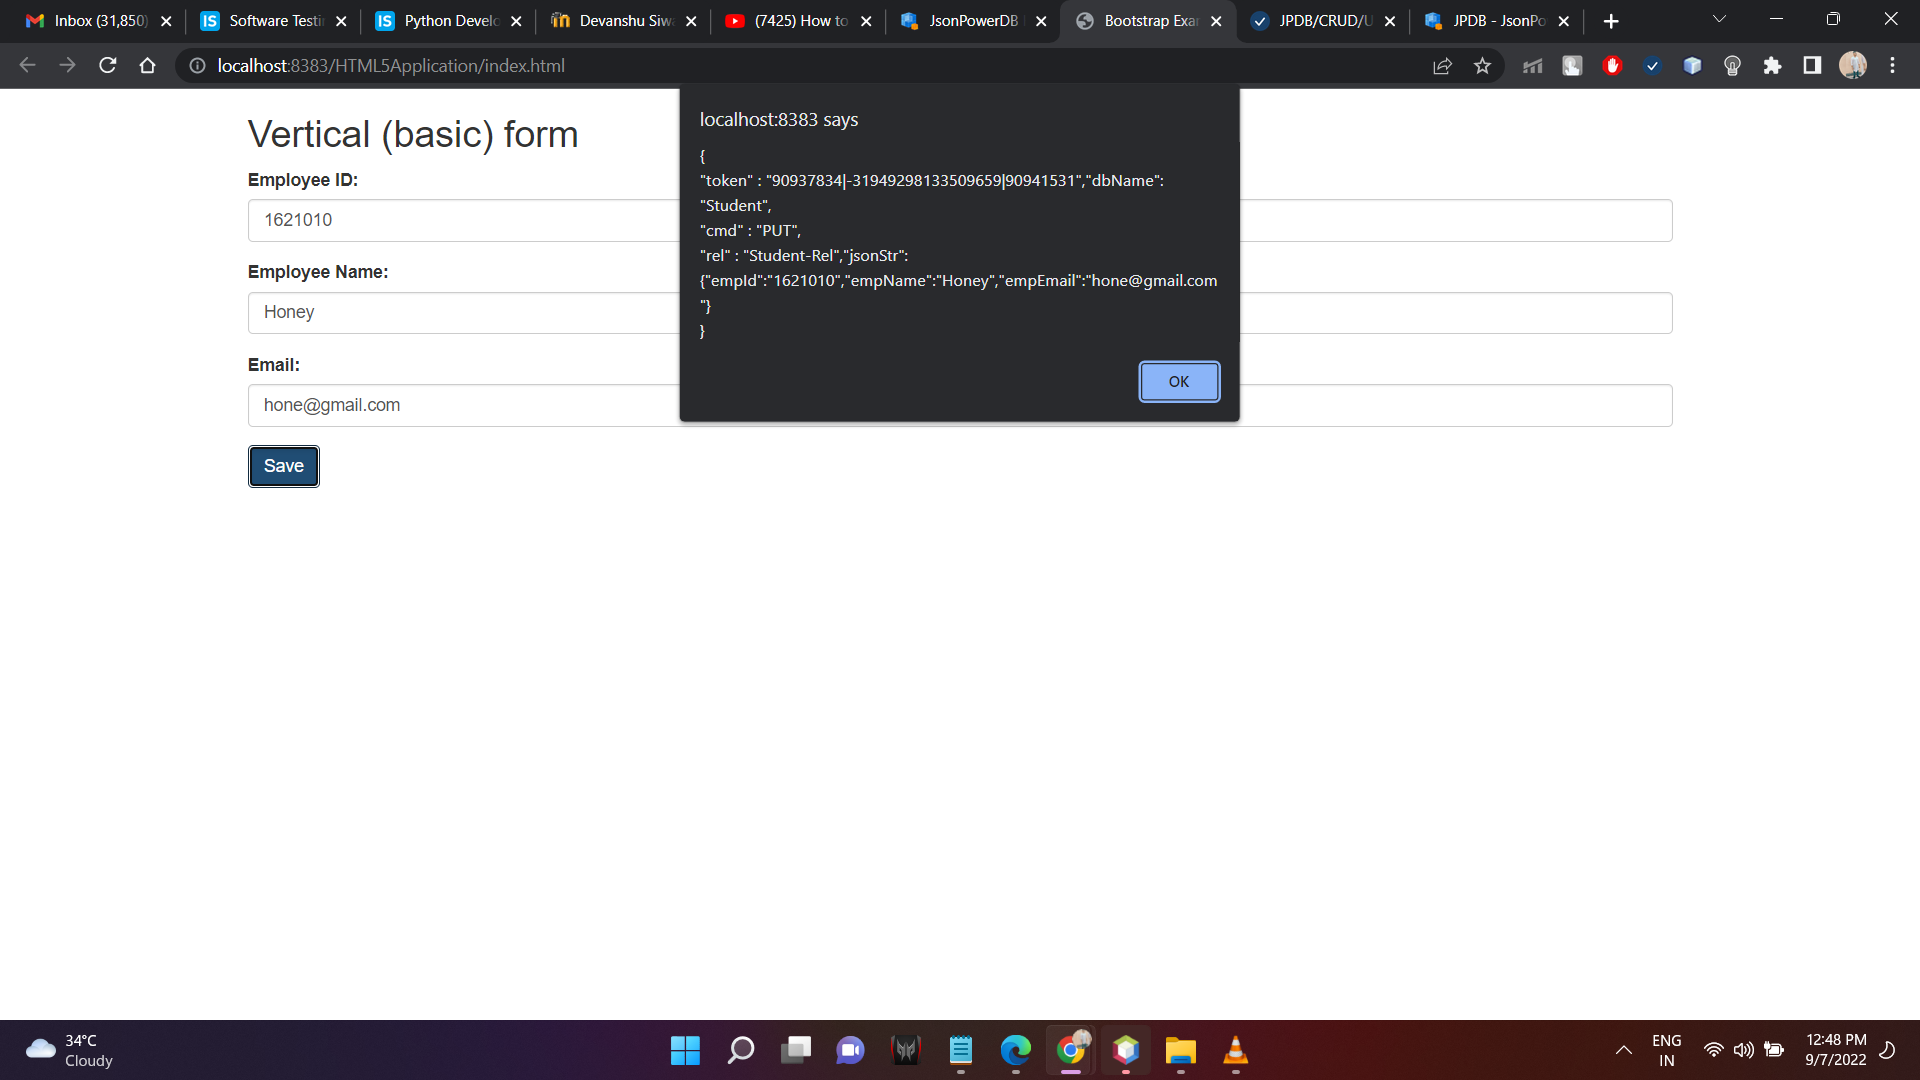 Inbox (31,850)
Software Testi
Python Develo
Devanshu Siwa
(7425) How to
JsonPowerDB
Bootstrap Exa
JPDB/CRUD/U
JPDB - JsonPo
localhost:8383/HTML5Application/index.html
localhost:8383 says
{
"token" : "90937834|-31949298133509659|90941531","dbName":
"Student",
"cmd" : "PUT",
"rel" : "Student-Rel","jsonStr":
{"empId":"1621010","empName":"Honey","empEmail":"hone@gmail.com
"}
}
OK
Vertical (basic) form
Employee ID:
1621010
Employee Name:
Honey
Email:
hone@gmail.com
Save
34°C
Cloudy
ENG
IN
12:48 PM
9/7/2022